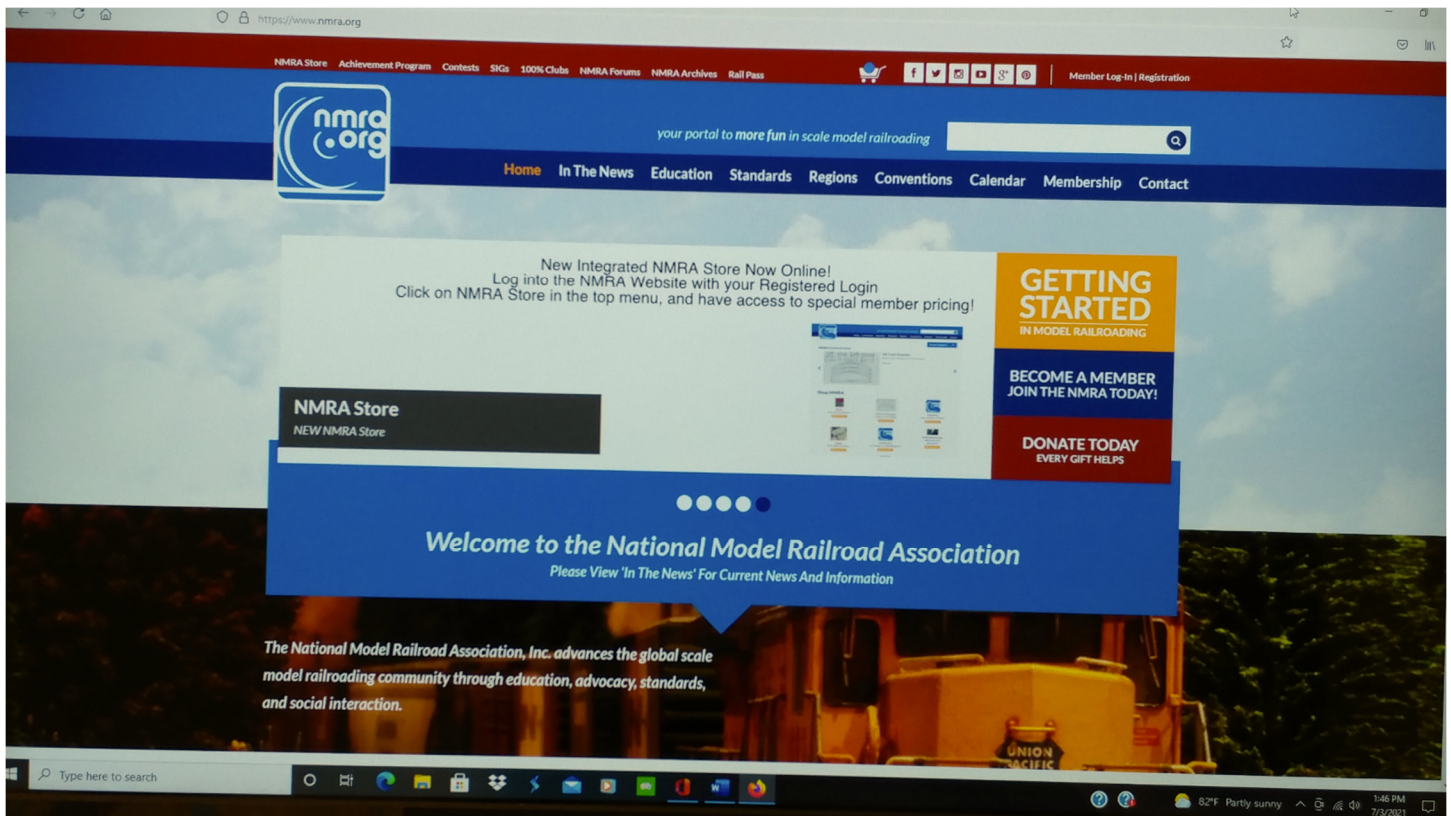 https://www.nmra.org
NMRA Store Achievement Program Contests SIGs 100% Clubs NMRA Forums NMRA Archives Rail Pass
Member Log-In | Registration
nmra
.org
your portal to more fun in scale model railroading
Home In The News Education Standards Regions Conventions Calendar Membership Contact
New Integrated NMRA Store Now Online!
Log into the NMRA Website with your Registered Login
Click on NMRA Store in the top menu, and have access to special member pricing!
GETTING
STARTED
IN MODEL RAILROADING
BECOME A MEMBER
JOIN THE NMRA TODAY!
NMRA Store
NEW NMRA Store
DONATE TODAY
EVERY GIFT HELPS
Welcome to the National Model Railroad Association
Please View 'In The News' For Current News And Information
The National Model Railroad Association, Inc. advances the global scale
model railroading community through education, advocacy, standards,
and social interaction.
UNION
PACIFIC
Type here to search
82°F Partly sunny
1:46 PM
7/3/2021